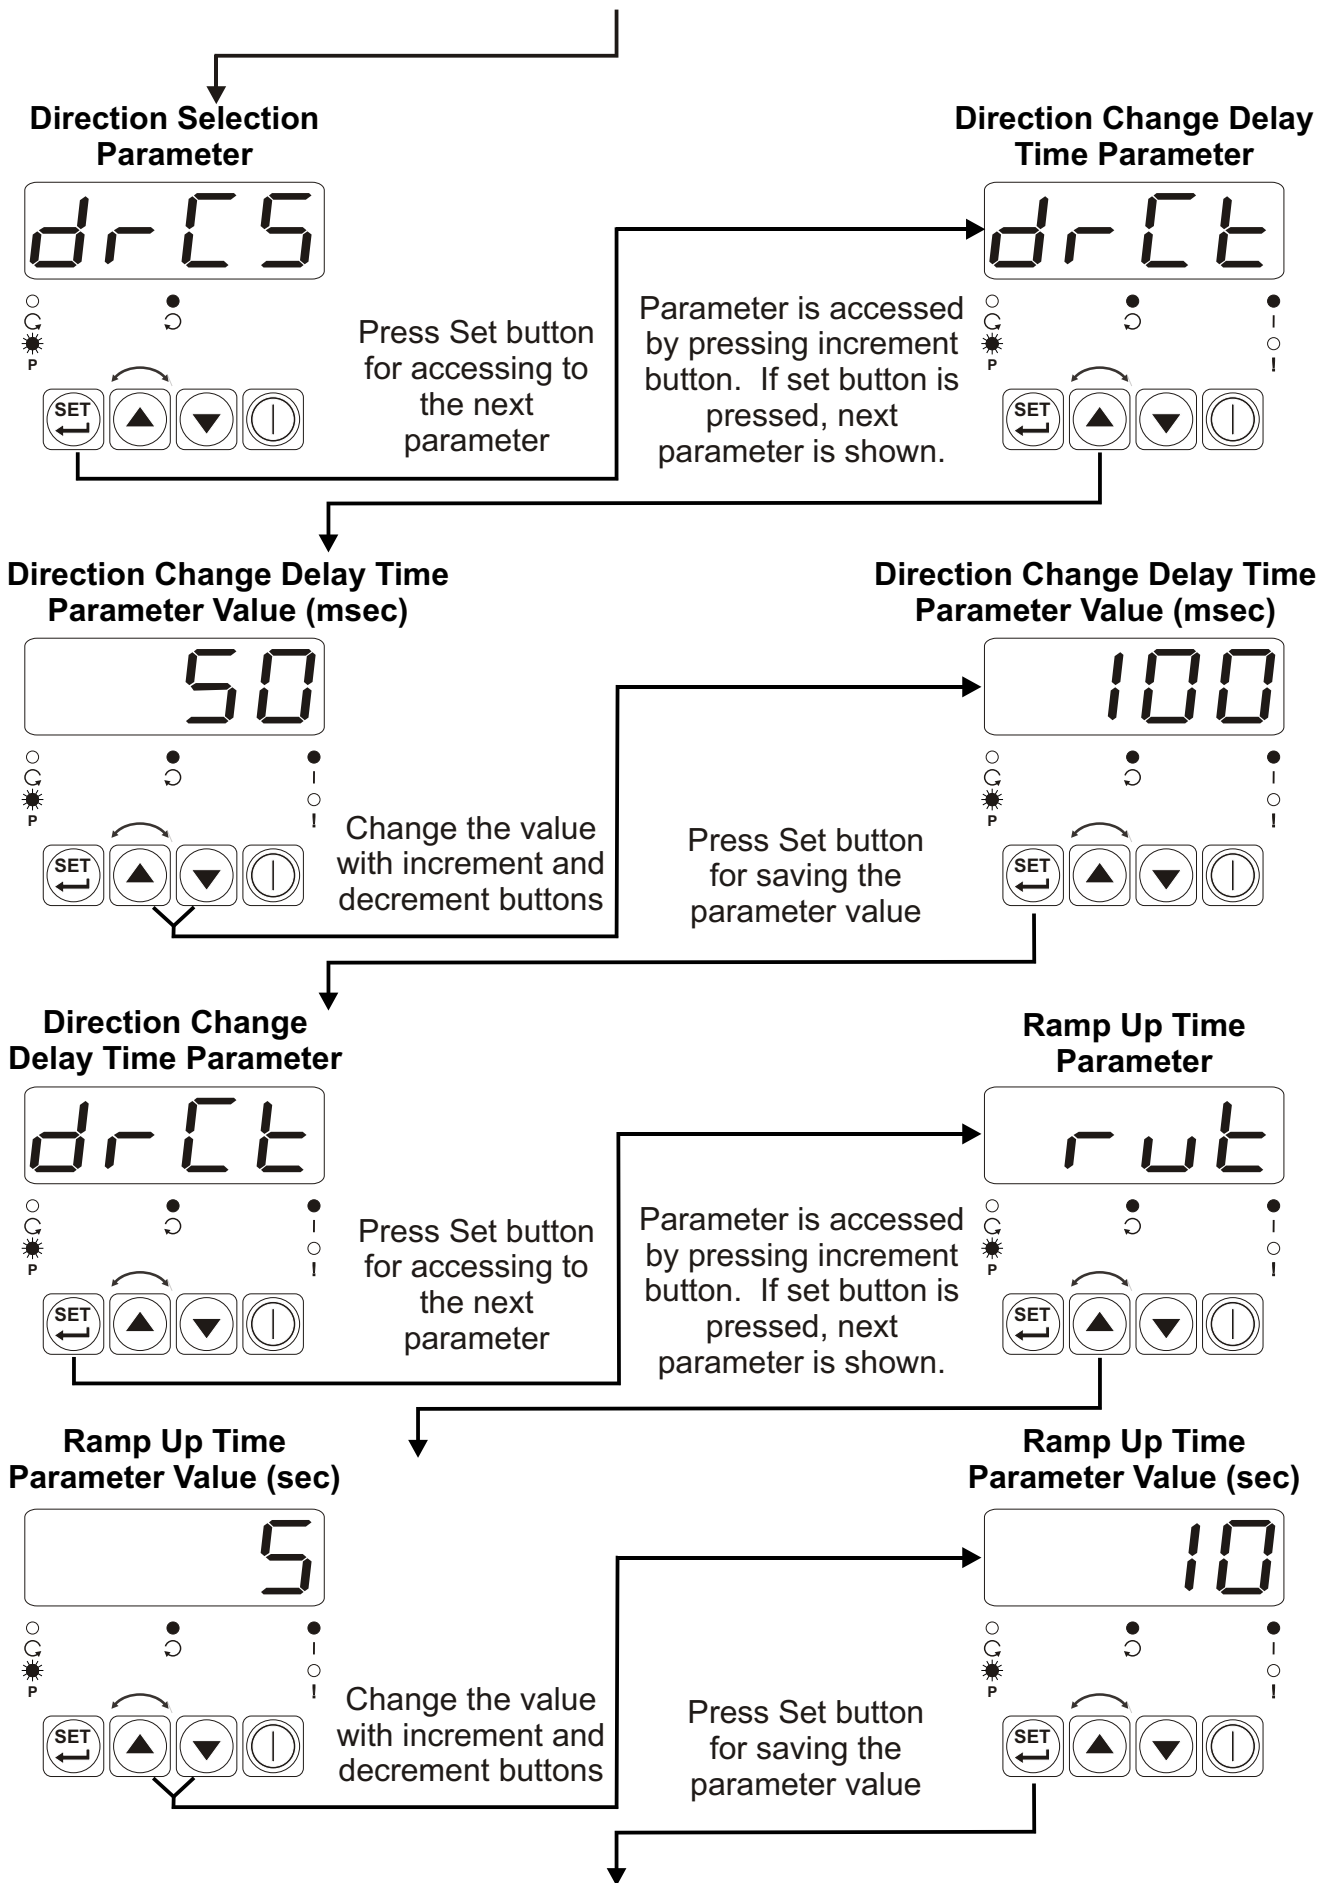 Direction Selection
Parameter
drCS
P
SET
Press Set button
for accessing to
the next
parameter
Direction Change Delay
Time Parameter
drCt
P
I
!
SET
Parameter is accessed
by pressing increment
button.  If set button is
pressed, next
parameter is shown.
Direction Change Delay Time
Parameter Value (msec)
50
P
I
!
SET
Change the value
with increment and
decrement buttons
Direction Change Delay Time
Parameter Value (msec)
100
P
I
!
SET
Press Set button
for saving the
parameter value
Direction Change
Delay Time Parameter
drCt
P
I
!
SET
Press Set button
for accessing to
the next
parameter
Ramp Up Time
Parameter
rut
P
I
!
SET
Parameter is accessed
by pressing increment
button.  If set button is
pressed, next
parameter is shown.
Ramp Up Time
Parameter Value (sec)
5
P
I
!
SET
Change the value
with increment and
decrement buttons
Ramp Up Time
Parameter Value (sec)
10
P
I
!
SET
Press Set button
for saving the
parameter value